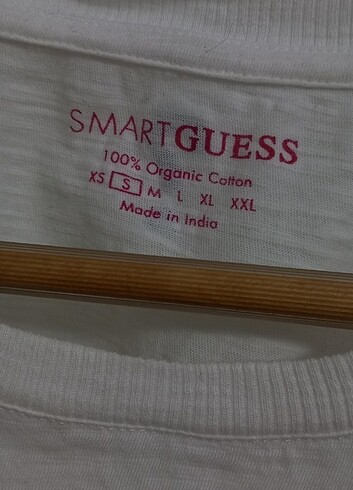 SMARTGUESS
100% Organic Cotton
XS S M L XL XXL
Made in India